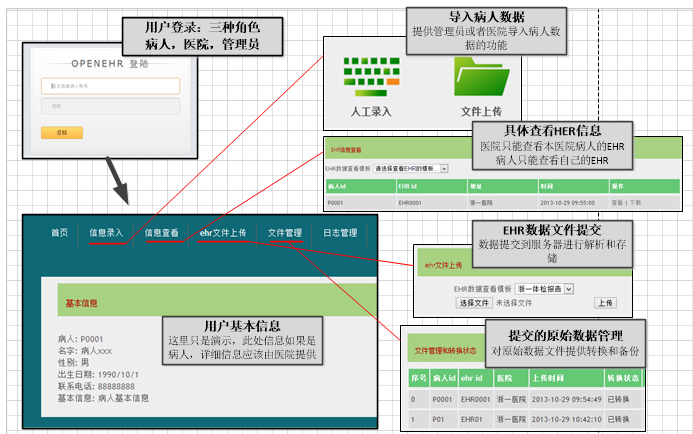 用户登录：三种角色
病人，医院，管理员
OPENEHR 登陆
登陆
导入病人数据
提供管理员或者医院导入病人数
据的功能
人工录入
文件上传
具体查看HER信息
医院只能查看本医院病人的EHR
病人只能查看自己的EHR
EHR信息查看
EHR数据查看模板 请选择查看EHR的模板
病人id EHR id 地址 时间 操作
P0001 EHR0001 浙一医院 2013-10-29 09:55:00 查看 | 下载
首页 信息录入 信息查看 ehr文件上传 文件管理 日志管理
EHR数据文件提交
数据提交到服务器进行解析和存
储
ehr文件上传
EHR数据查看模板 浙一体检报告
选择文件 未选择文件 上传
基本信息
用户基本信息
这里只是演示，此处信息如果是
病人，详细信息应该由医院提供
病人: P0001
名字: 病人xxx
性别: 男
出生日期: 1990/10/1
联系电话: 88888888
基本信息: 病人基本信息
提交的原始数据管理
对原始数据文件提供转换和备份
文件管理和转换状态
序号 病人id ehr id 医院 上传时间 转换状态
0 P0001 EHR0001 浙一医院 2013-10-29 09:54:49 已转换
1 P01 EHR01 浙一医院 2013-10-29 10:42:10 已转换